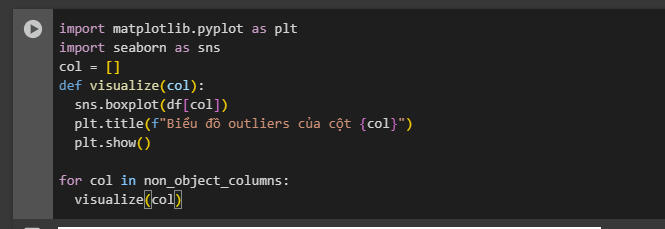 import matplotlib.pyplot as plt
import seaborn as sns
col = []
def visualize(col):
  sns.boxplot(df[col])
  plt.title(f"Biểu đồ outliers của cột {col}")
  plt.show()

for col in non_object_columns:
  visualize(col)